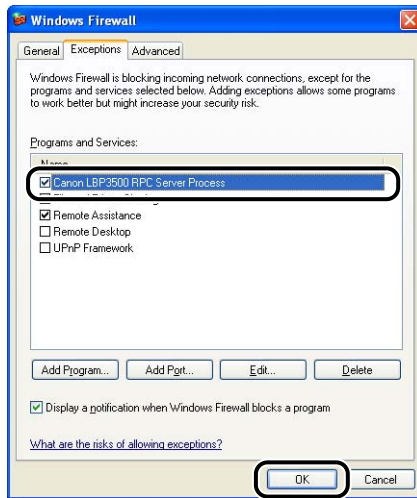 Windows Firewall
General Exceptions Advanced
Windows Firewall is blocking incoming network connections, except for the
programs and services selected below. Adding exceptions allows some programs
to work better but might increase your security risk.
Programs and Services:
Name
Canon LBP3500 RPC Server Process
Remote Assistance
Remote Desktop
UPnP Framework
Add Program... Add Port... Edit... Delete
Display a notification when Windows Firewall blocks a program
What are the risks of allowing exceptions?
OK Cancel